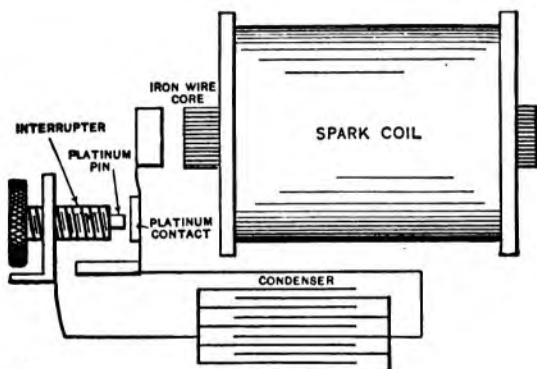 IRON WIRE
CORE
SPARK COIL
INTERRUPTER
PLATINUM
PIN
PLATINUM
CONTACT
CONDENSER